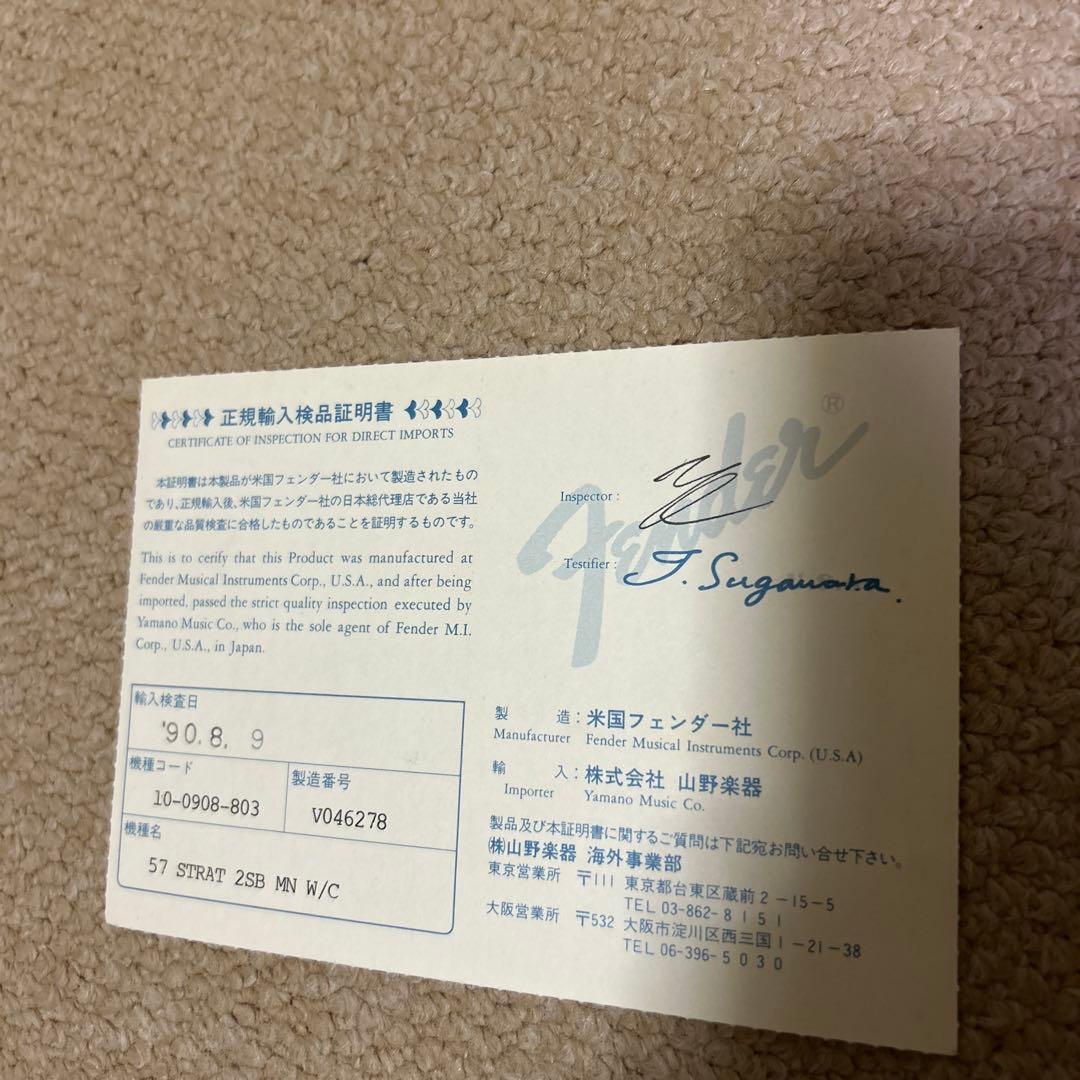 正規輸入検品証明書
CERTIFICATE OF INSPECTION FOR DIRECT IMPORTS
本証明書は本製品が米国フェンダー社において製造されたもの
であり、正規輸入後、米国フェンダー社の日本総代理店である当社
の厳重な品質検査に合格したものであることを証明するものです。
This is to cerify that this Product was manufactured at
Fender Musical Instruments Corp., U.S.A., and after being
imported, passed the strict quality inspection executed by
Yamano Music Co., who is the sole agent of Fender M.I.
Corp., U.S.A., in Japan.
輸入検査日
'90.8. 9
機種コード
10-0908-803
製造番号
V046278
機種名
57 STRAT 2SB MN W/C
Fender®
Inspector :
Testifier : J. Sugawara.
製 造：米国フェンダー社
Manufacturer Fender Musical Instruments Corp. (U.S.A)
輸 入：株式会社 山野楽器
Importer Yamano Music Co.
製品及び本証明書に関するご質問は下記宛お問い合せ下さい。
㈱山野楽器 海外事業部
東京営業所 〒111 東京都台東区蔵前2-15-5
TEL 03-862-8151
大阪営業所 〒532 大阪市淀川区西三国1-21-38
TEL 06-396-5030